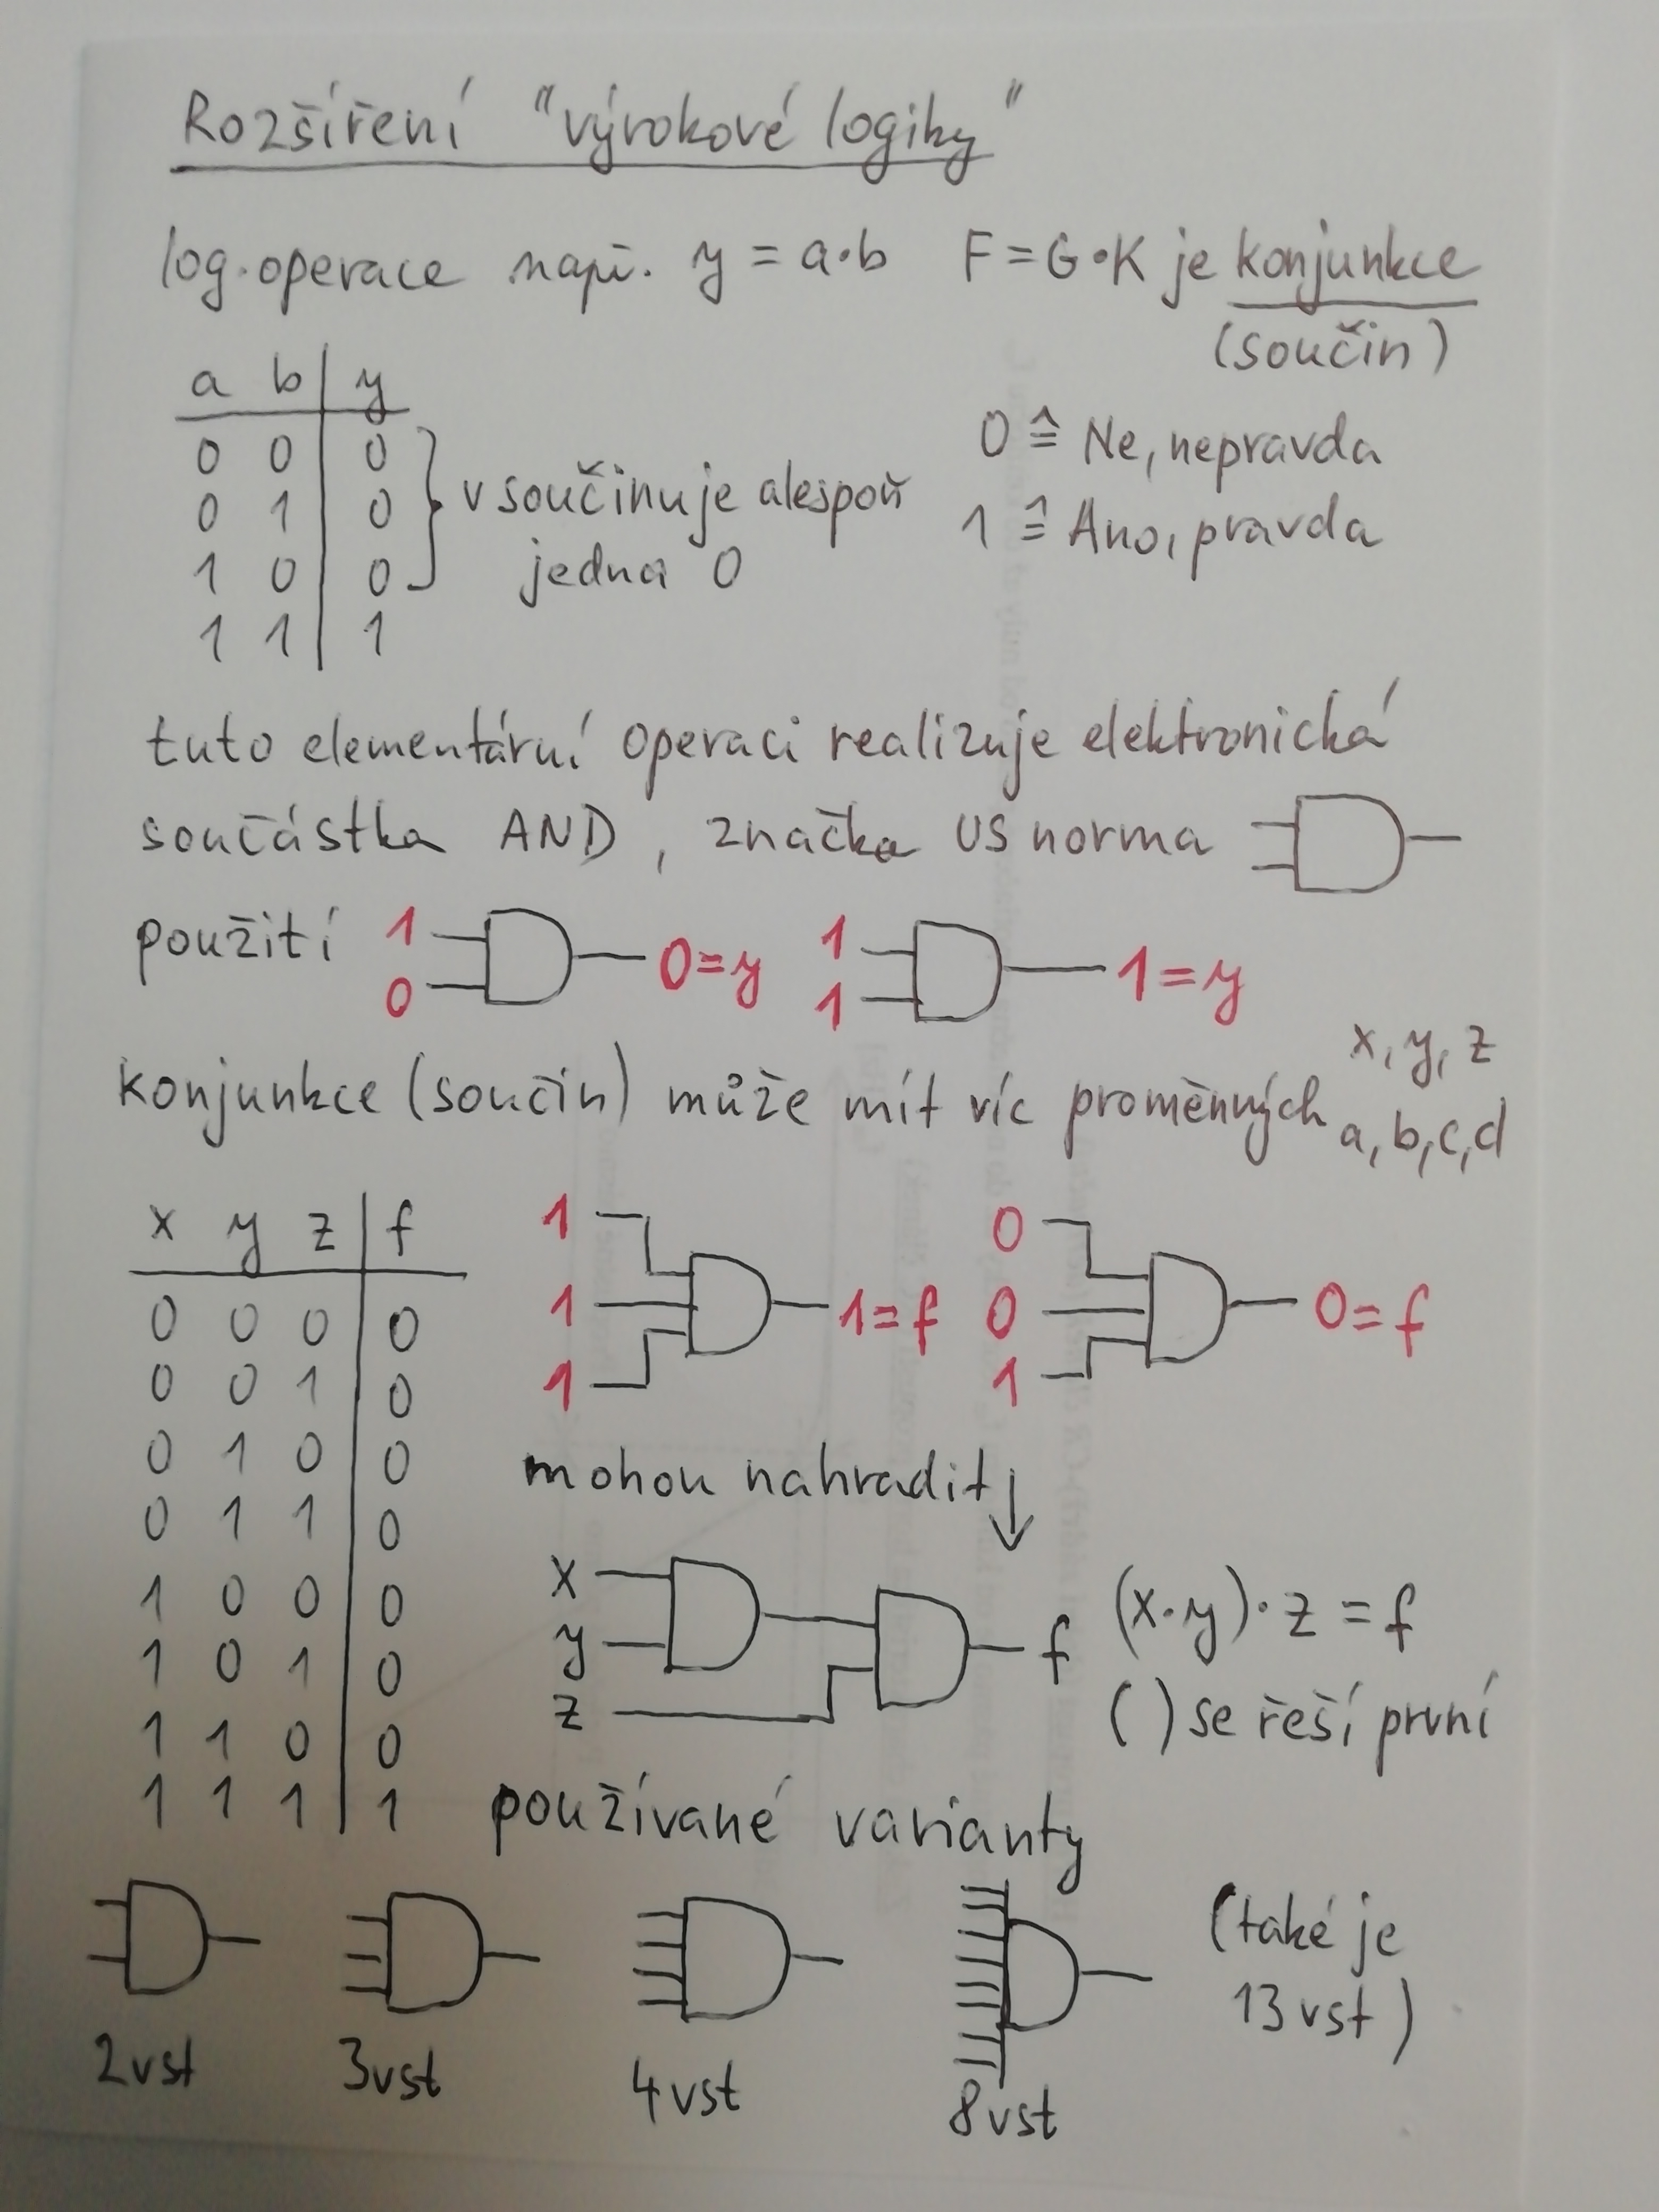 Rozšíření "výrokové logiky"
log. operace např. y = a·b F = G·K je konjunkce
(součin)
a b | y
0 0 | 0
0 1 | 0
1 0 | 0
1 1 | 1
v součinu je alespoň
jedna 0
0 ≙ Ne, nepravda
1 ≙ Ano, pravda
tuto elementární operaci realizuje elektronická
součástka AND, značka US norma
použití 1 0 0=y 1 1 1=y
konjunkce (součin) může mít víc proměnných x, y, z
a, b, c, d
x y z | f
0 0 0 | 0
0 0 1 | 0
0 1 0 | 0
0 1 1 | 0
1 0 0 | 0
1 0 1 | 0
1 1 0 | 0
1 1 1 | 1
1
1 1=f
1
0
0 0=f
1
mohou nahradit ↓
x
y
z
f (x·y)·z = f
( ) se řeší první
používané varianty
2vst 3vst 4vst 8vst
(také je
13 vst)